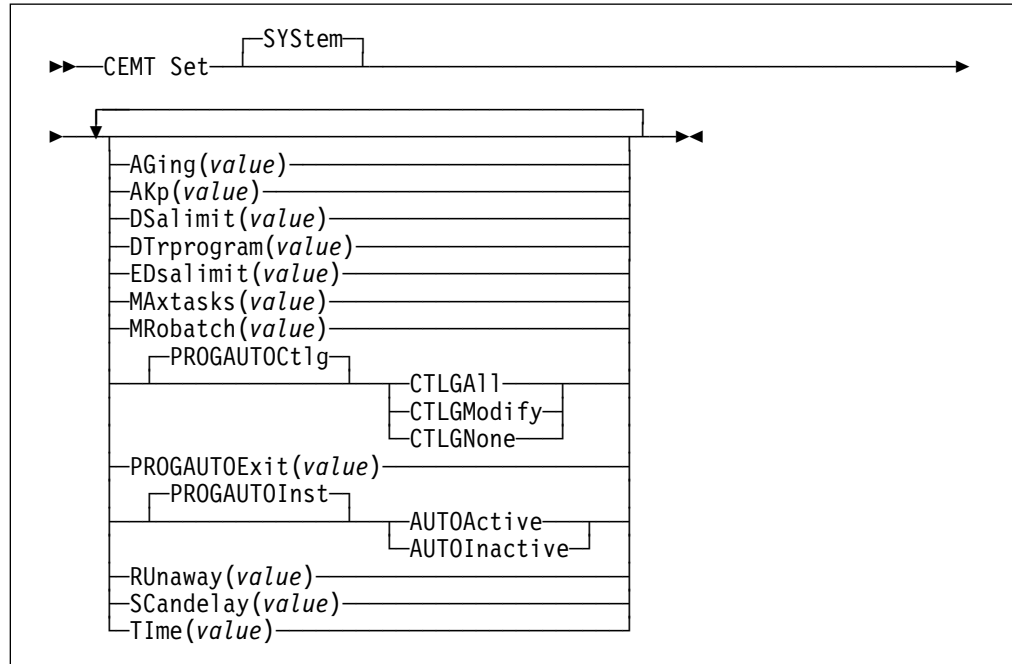 SYStem
CEMT Set
AGing(value)
AKp(value)
DSalimit(value)
DTrprogram(value)
EDsalimit(value)
MAxtasks(value)
MRobatch(value)
PROGAUTOCtlg
CTLGAll
CTLGModify
CTLGNone
PROGAUTOExit(value)
PROGAUTOInst
AUTOActive
AUTOInactive
RUnaway(value)
SCandelay(value)
TIme(value)